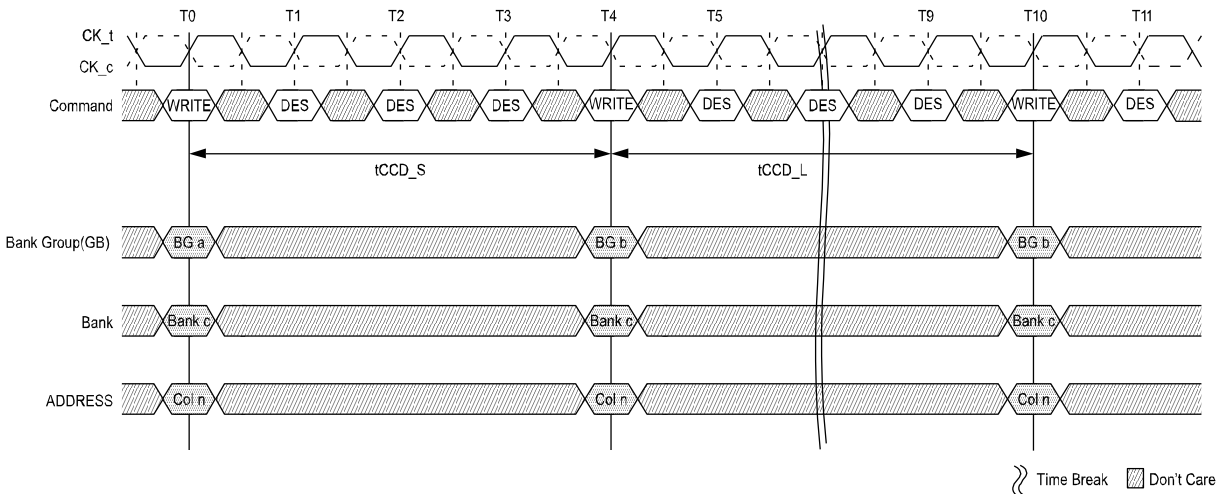 T0 T1 T2 T3 T4 T5 T9 T10 T11
CK_t
CK_c
Command WRITE DES DES DES WRITE DES DES DES WRITE DES
tCCD_S tCCD_L
Bank Group(GB) BG a BG b BG b
Bank Bank c Bank c Bank c
ADDRESS Col n Col n Col n
Time Break Don't Care